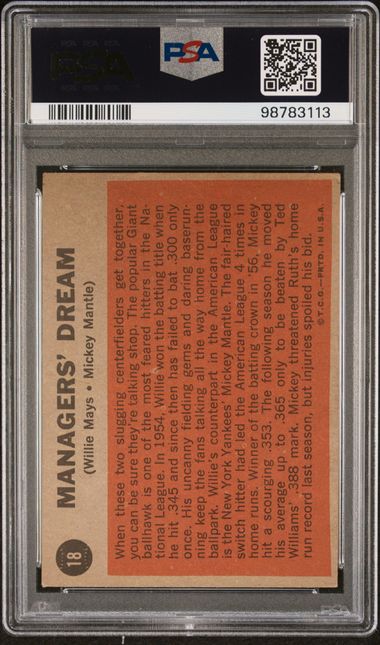 PSA
PSA
98783113
18
MANAGERS' DREAM
(Willie Mays • Mickey Mantle)
When these two slugging centerfielders get together,
you can be sure they're talking shop. The popular Giant
ballhawk is one of the most feared hitters in the Na-
tional League. In 1954, Willie won the batting title when
he hit .345 and since then has failed to bat .300 only
once. His uncanny fielding gems and daring baserun-
ning keep the fans talking all the way home from the
ballpark. Willie's counterpart in the American League
is the New York Yankees' Mickey Mantle. The fair-haired
switch hitter had led the American League 4 times in
home runs. Winner of the batting crown in '56, Mickey
hit a scourging .353. The following season he moved
his average up to .365 only to be beaten by Ted
Williams' .388 mark. Mickey threatened Ruth's home
run record last season, but injuries spoiled his bid.
© T.C.G. — PRTD. IN U.S.A.
PSA